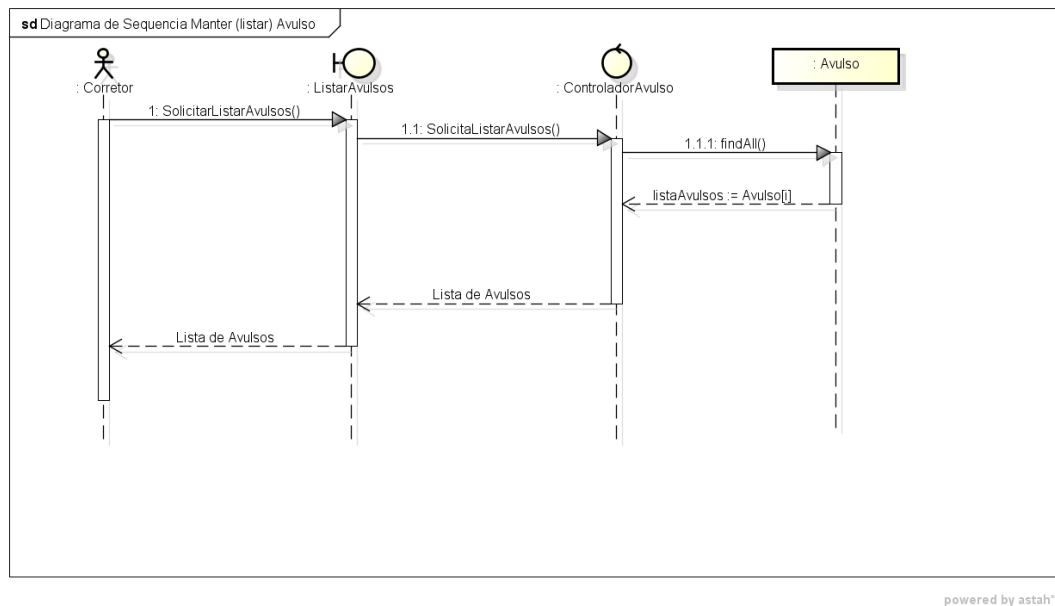 sd Diagrama de Sequencia Manter (listar) Avulso
: Corretor
: ListarAvulsos
: ControladorAvulso
: Avulso
1: SolicitarListarAvulsos()
1.1: SolicitaListarAvulsos()
1.1.1: findAll()
listaAvulsos := Avulso[i]
Lista de Avulsos
Lista de Avulsos
powered by astah*